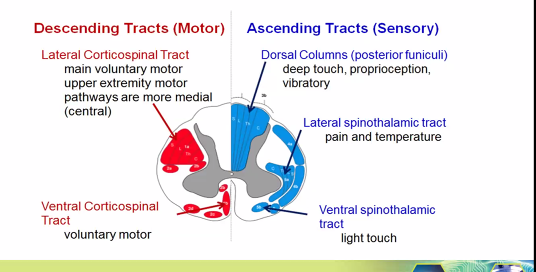 Descending Tracts (Motor)
Ascending Tracts (Sensory)
Lateral Corticospinal Tract
main voluntary motor
upper extremity motor
pathways are more medial
(central)
Dorsal Columns (posterior funiculi)
deep touch, proprioception,
vibratory
Lateral spinothalamic tract
pain and temperature
Ventral Corticospinal
Tract
voluntary motor
Ventral spinothalamic
tract
light touch